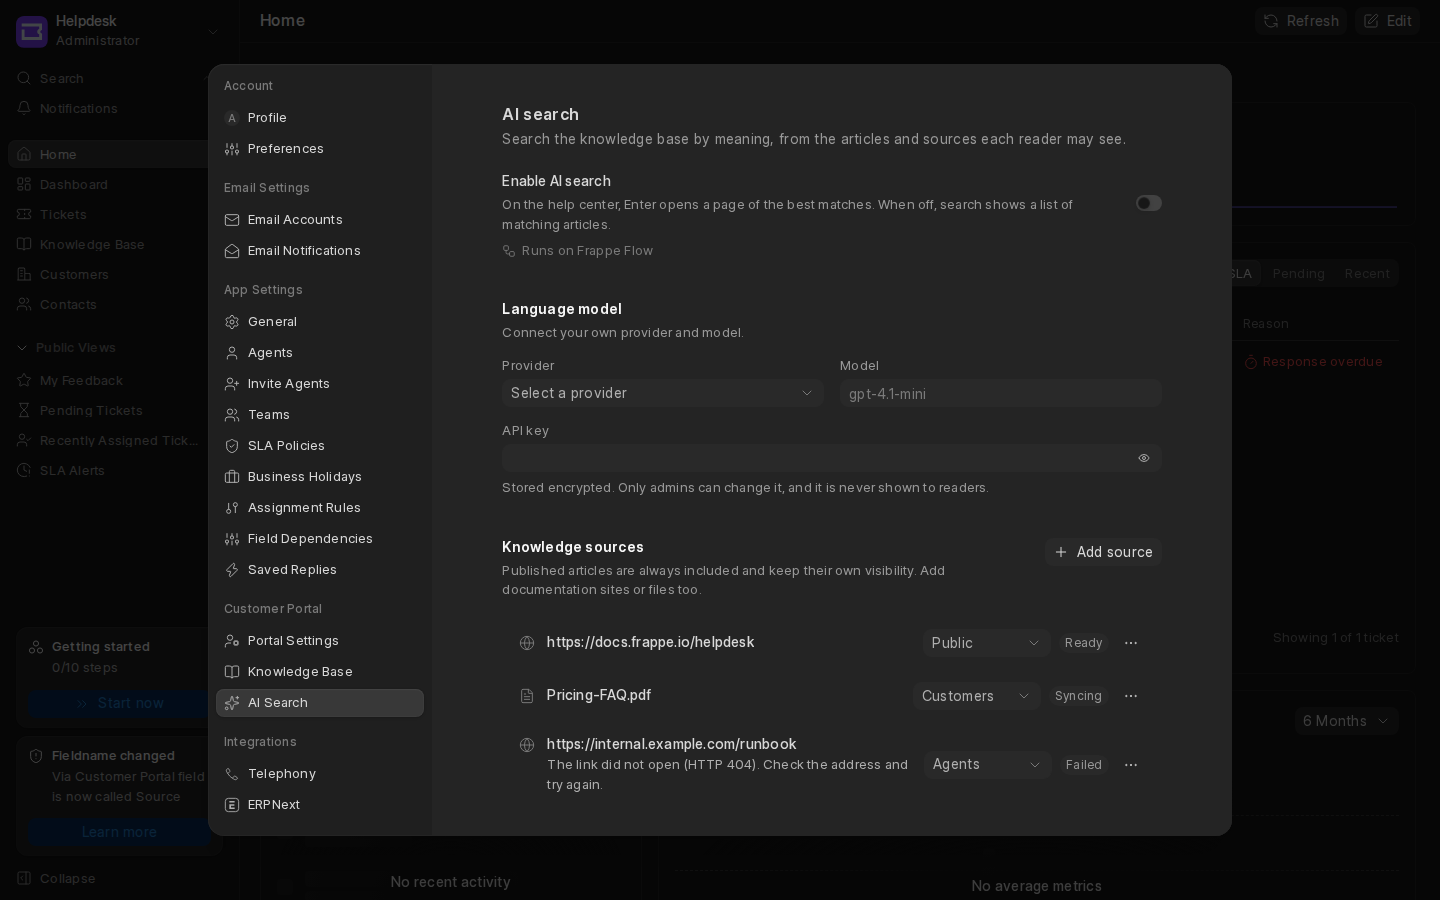 Helpdesk
Administrator
Search
Notifications
Home
Dashboard
Tickets
Knowledge Base
Customers
Contacts
Public Views
My Feedback
Pending Tickets
Recently Assigned Tick...
SLA Alerts
Getting started
0/10 steps
Start now
Fieldname changed
Via Customer Portal field
is now called Source
Learn more
Collapse
Home
Refresh
Edit
Account
A Profile
Preferences
Email Settings
Email Accounts
Email Notifications
App Settings
General
Agents
Invite Agents
Teams
SLA Policies
Business Holidays
Assignment Rules
Field Dependencies
Saved Replies
Customer Portal
Portal Settings
Knowledge Base
AI Search
Integrations
Telephony
ERPNext
AI search
Search the knowledge base by meaning, from the articles and sources each reader may see.
Enable AI search
On the help center, Enter opens a page of the best matches. When off, search shows a list of
matching articles.
Runs on Frappe Flow
Language model
Connect your own provider and model.
Provider
Model
Select a provider
gpt-4.1-mini
API key
Stored encrypted. Only admins can change it, and it is never shown to readers.
Knowledge sources
Add source
Published articles are always included and keep their own visibility. Add
documentation sites or files too.
https://docs.frappe.io/helpdesk
Public
Ready
Pricing-FAQ.pdf
Customers
Syncing
https://internal.example.com/runbook
The link did not open (HTTP 404). Check the address and
try again.
Agents
Failed
SLA
Pending
Recent
Reason
Response overdue
Showing 1 of 1 ticket
6 Months
No recent activity
No average metrics